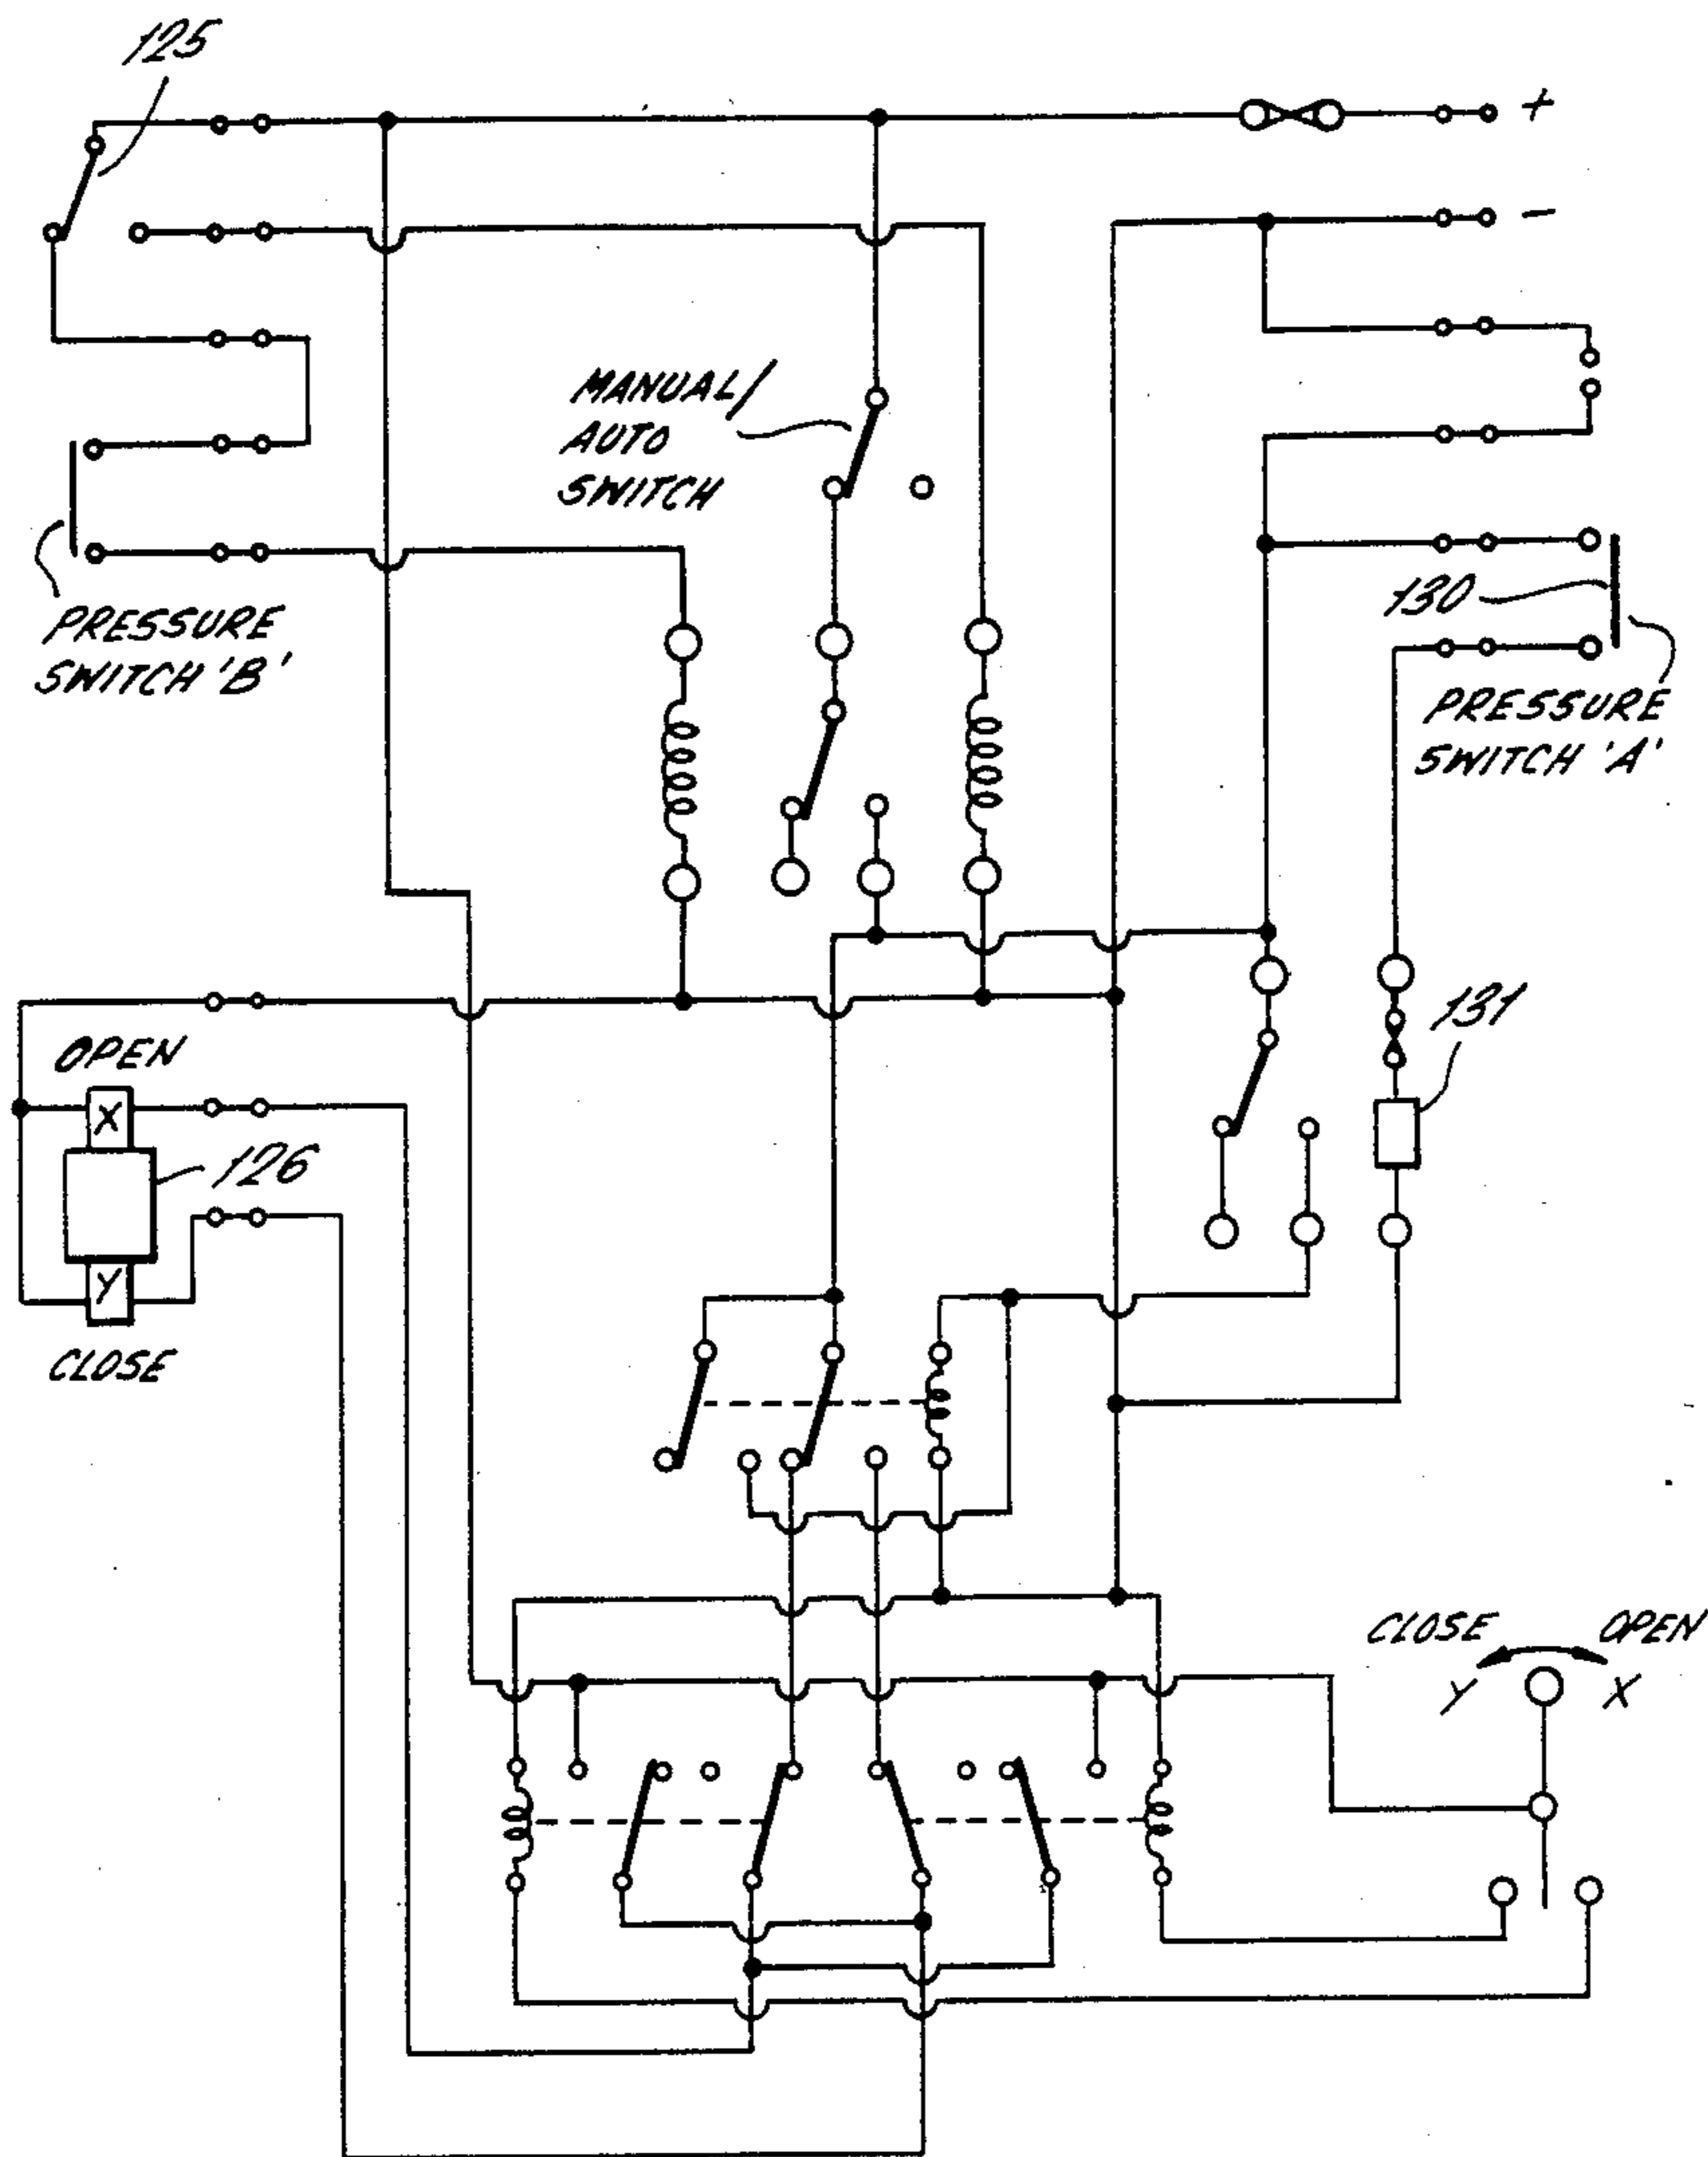 125
+
−
MANUAL/
AUTO
SWITCH
130
PRESSURE
SWITCH 'B'
PRESSURE
SWITCH 'A'
131
OPEN
X
126
Y
CLOSE
CLOSE OPEN
Y X